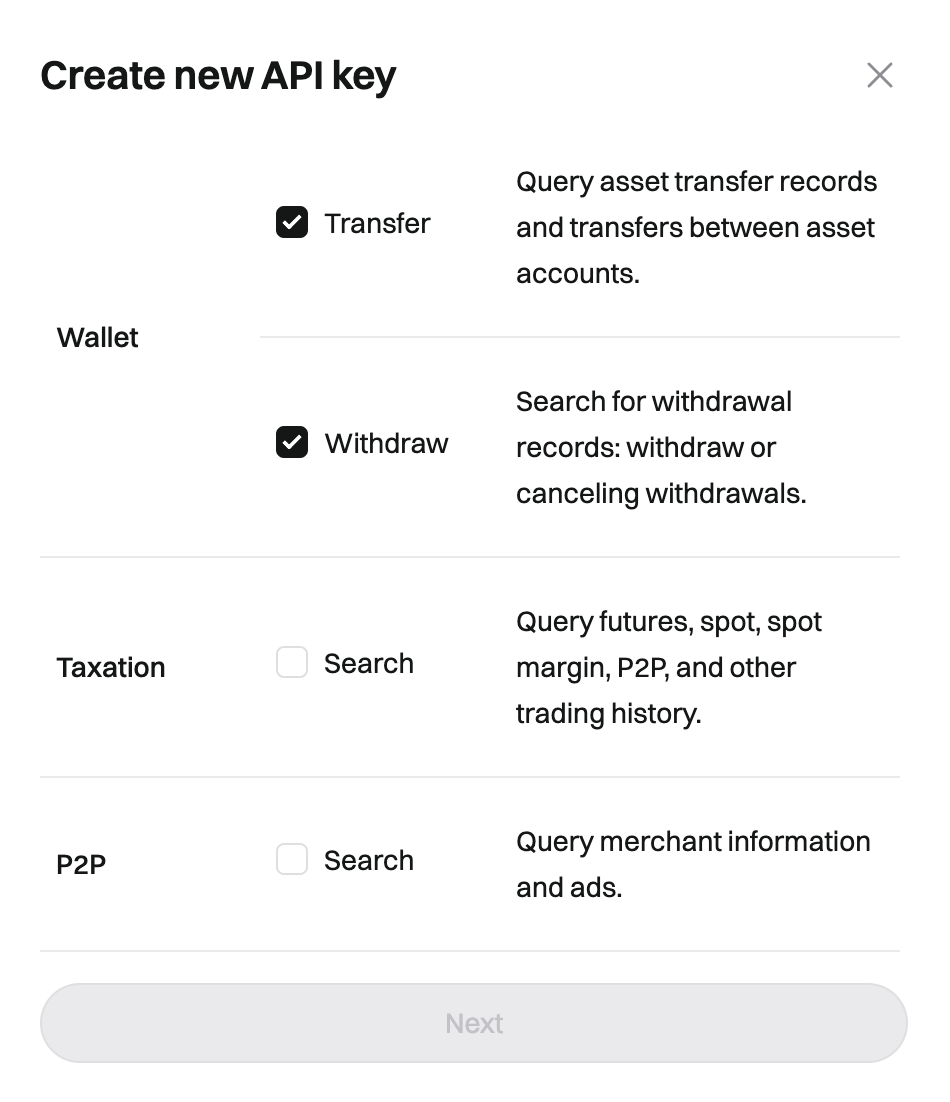 Create new API key
Query asset transfer records
Transfer
and transfers between asset
accounts.
Wallet
Search for withdrawal
Withdraw
records: withdraw or
canceling withdrawals.
Query futures, spot, spot
Taxation
Search
margin, P2P, and other
trading history.
P2P
Search
Query merchant information
and ads.
Next